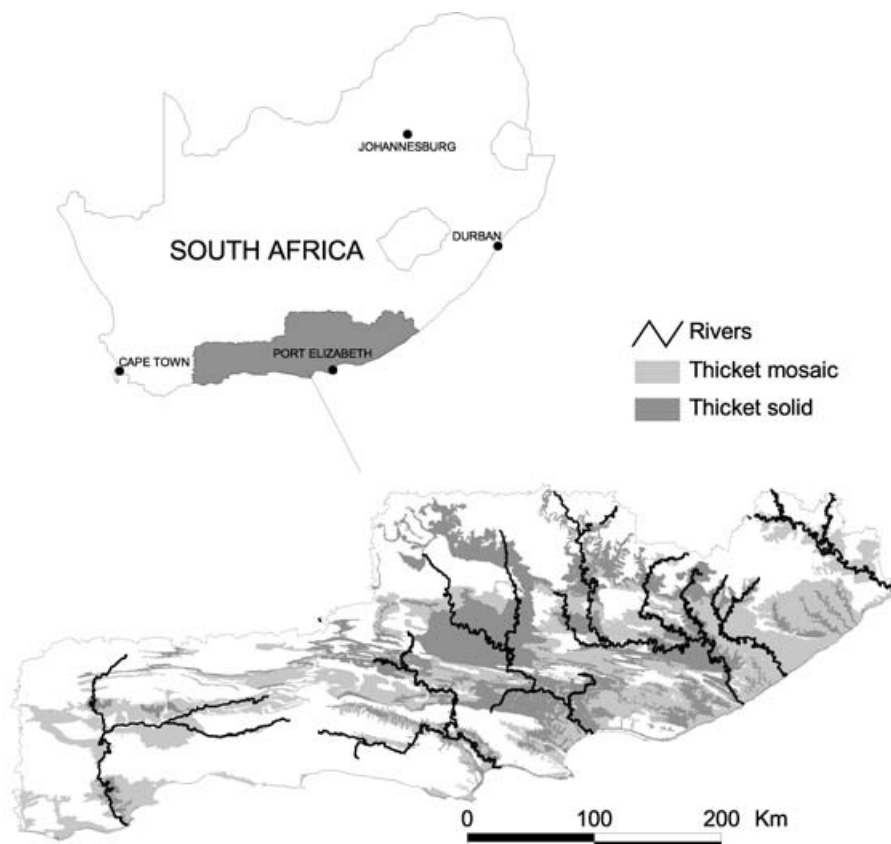 JOHANNESBURG
DURBAN
SOUTH AFRICA
CAPE TOWN
PORT ELIZABETH
Rivers
Thicket mosaic
Thicket solid
0 100 200 Km